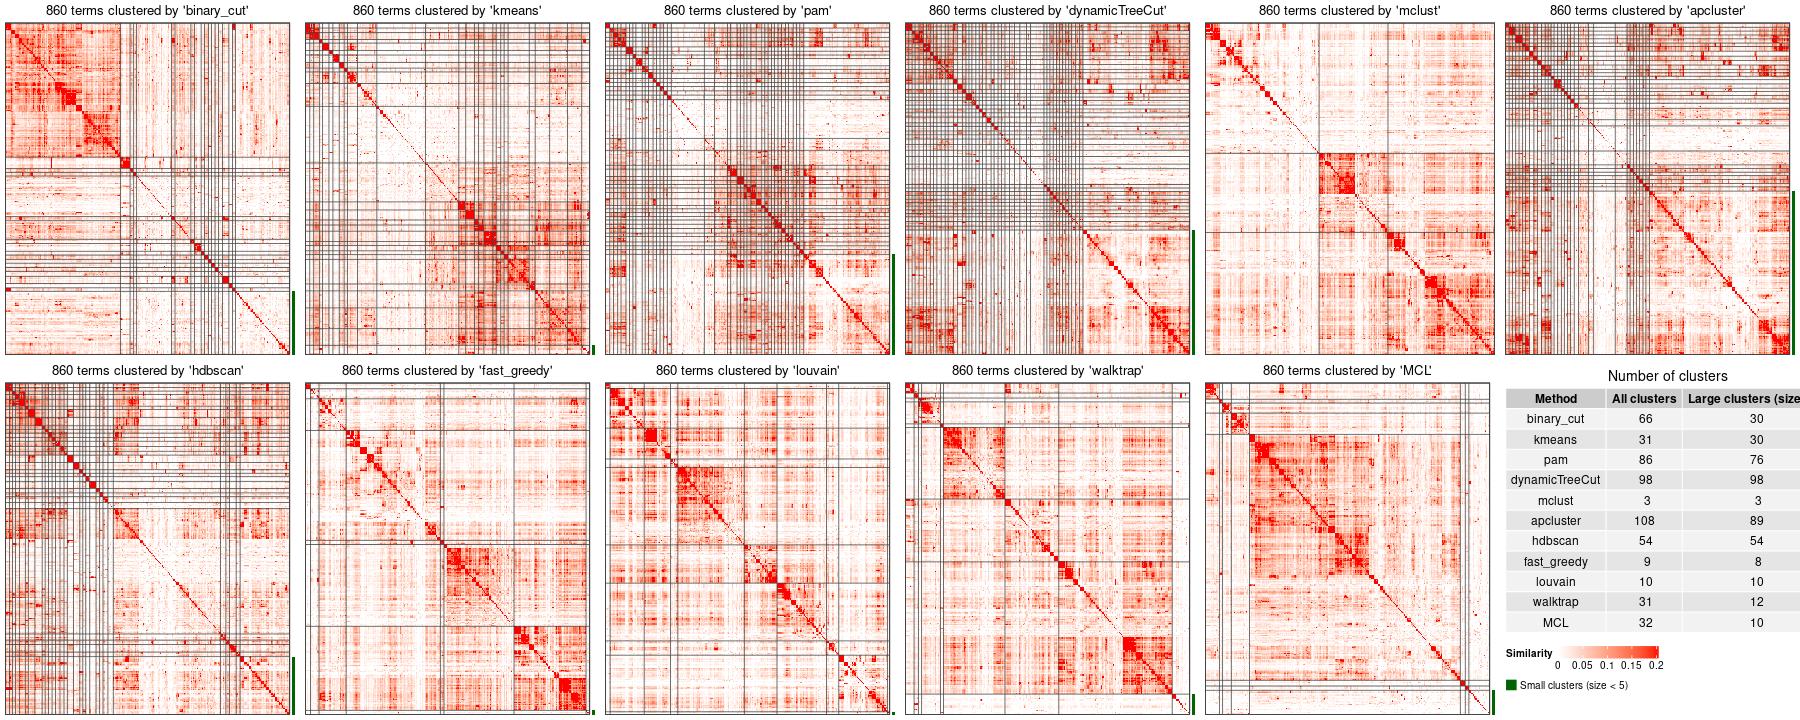 860 terms clustered by 'binary_cut'
860 terms clustered by 'kmeans'
860 terms clustered by 'pam'
860 terms clustered by 'dynamicTreeCut'
860 terms clustered by 'mclust'
860 terms clustered by 'apcluster'
860 terms clustered by 'hdbscan'
860 terms clustered by 'fast_greedy'
860 terms clustered by 'louvain'
860 terms clustered by 'walktrap'
860 terms clustered by 'MCL'
Number of clusters
Method All clusters Large clusters (size
binary_cut 66 30
kmeans 31 30
pam 86 76
dynamicTreeCut 98 98
mclust 3 3
apcluster 108 89
hdbscan 54 54
fast_greedy 9 8
louvain 10 10
walktrap 31 12
MCL 32 10
Similarity
0 0.05 0.1 0.15 0.2
Small clusters (size < 5)